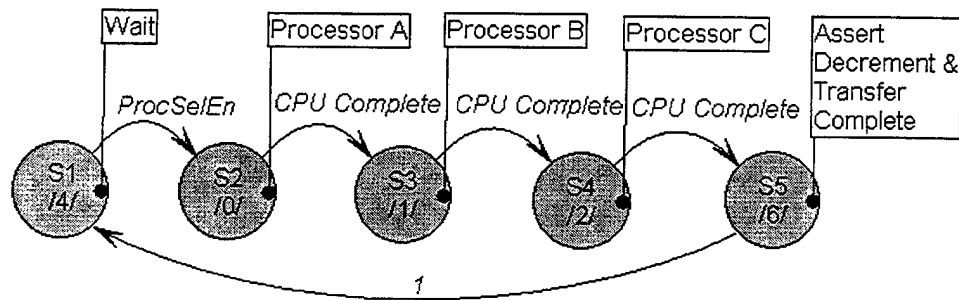 Wait
Processor A
Processor B
Processor C
Assert
Decrement &
Transfer
Complete
ProcSelEn
CPU Complete
CPU Complete
CPU Complete
S1
/4/
S2
/0/
S3
/1/
S4
/2/
S5
/6/
1